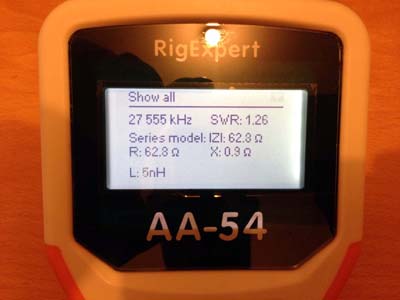 RigExpert
Show all
27 555 kHz SWR: 1.26
Series model: |Z|: 62.8 Ω
R: 62.8 Ω X: 0.9 Ω
L: 5nH
AA-54